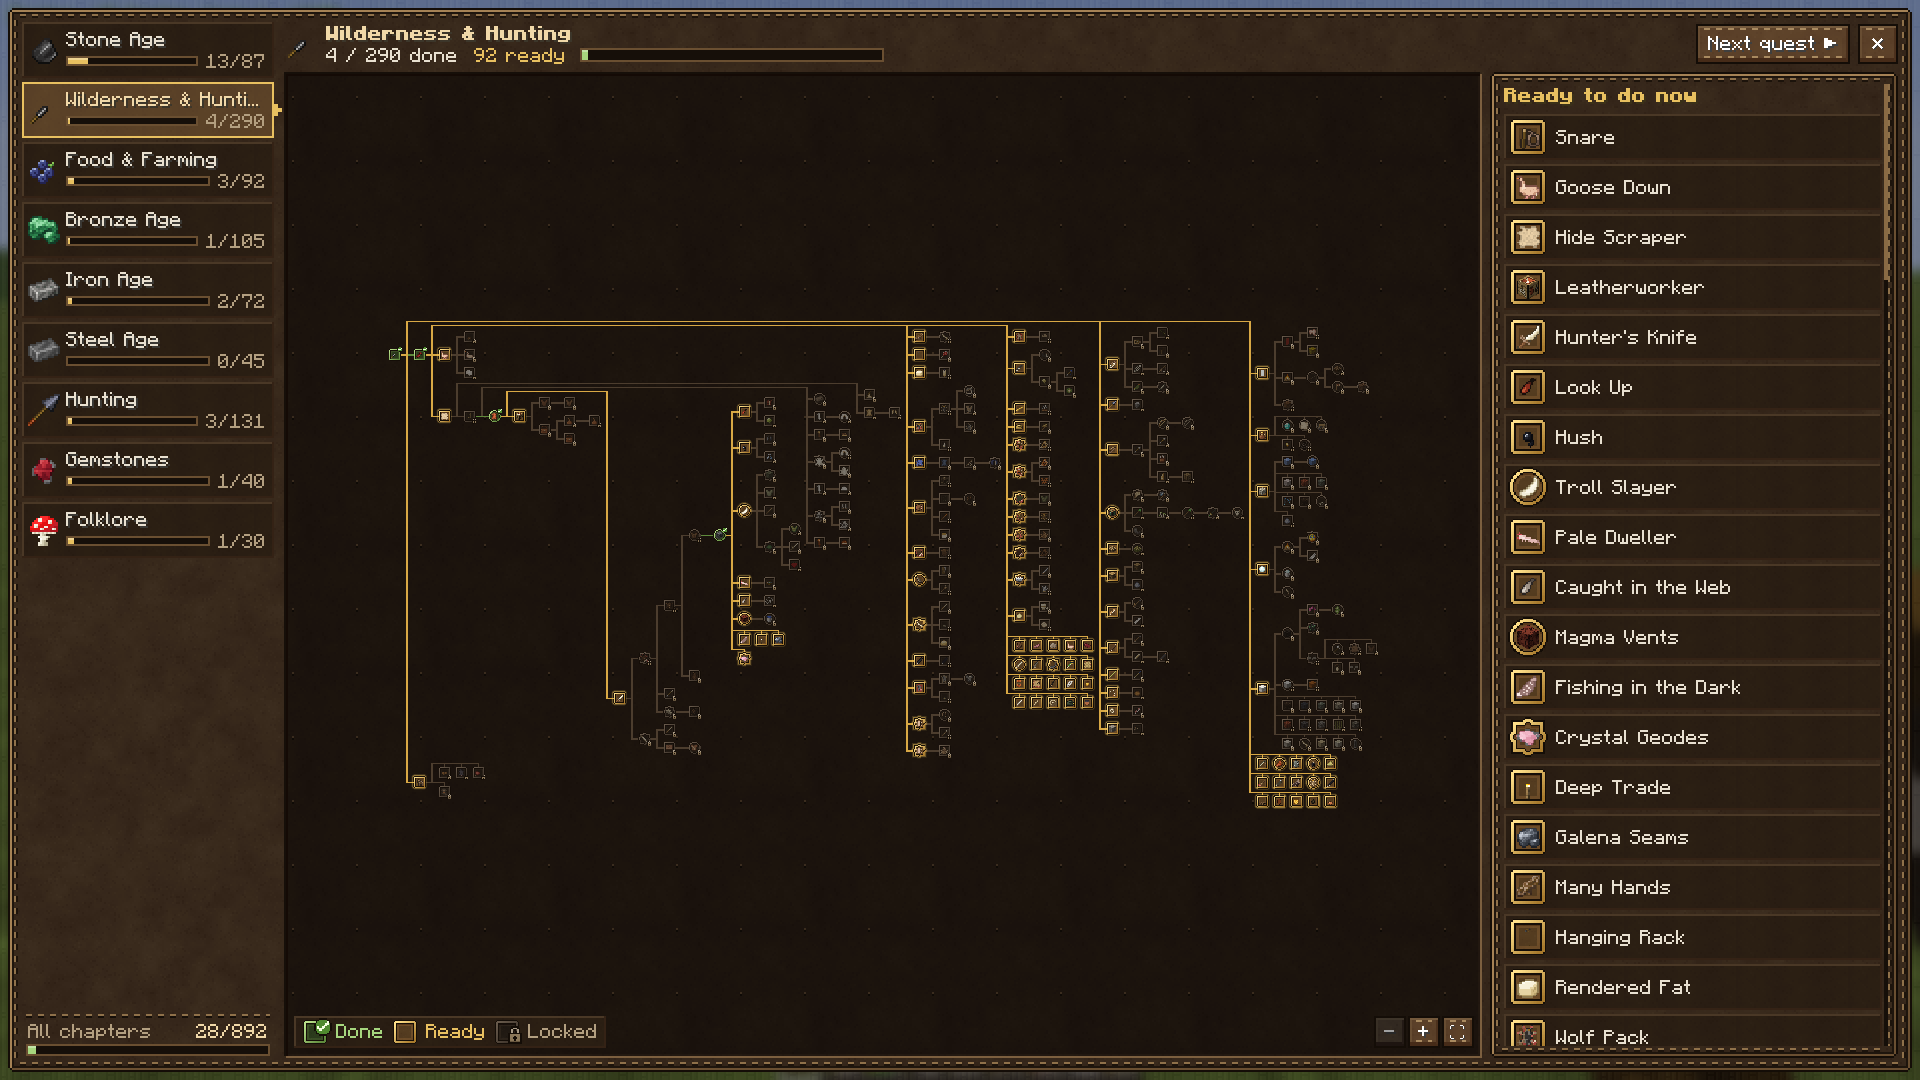 Stone Age
13/87
Wilderness & Hunti...
4/290
Food & Farming
3/92
Bronze Age
1/105
Iron Age
2/72
Steel Age
0/45
Hunting
3/131
Gemstones
1/40
Folklore
1/30
All chapters 28/892
Wilderness & Hunting
4 / 290 done 92 ready
Done Ready Locked
Next quest
Ready to do now
Snare
Goose Down
Hide Scraper
Leatherworker
Hunter's Knife
Look Up
Hush
Troll Slayer
Pale Dweller
Caught in the Web
Magma Vents
Fishing in the Dark
Crystal Geodes
Deep Trade
Galena Seams
Many Hands
Hanging Rack
Rendered Fat
Wolf Pack